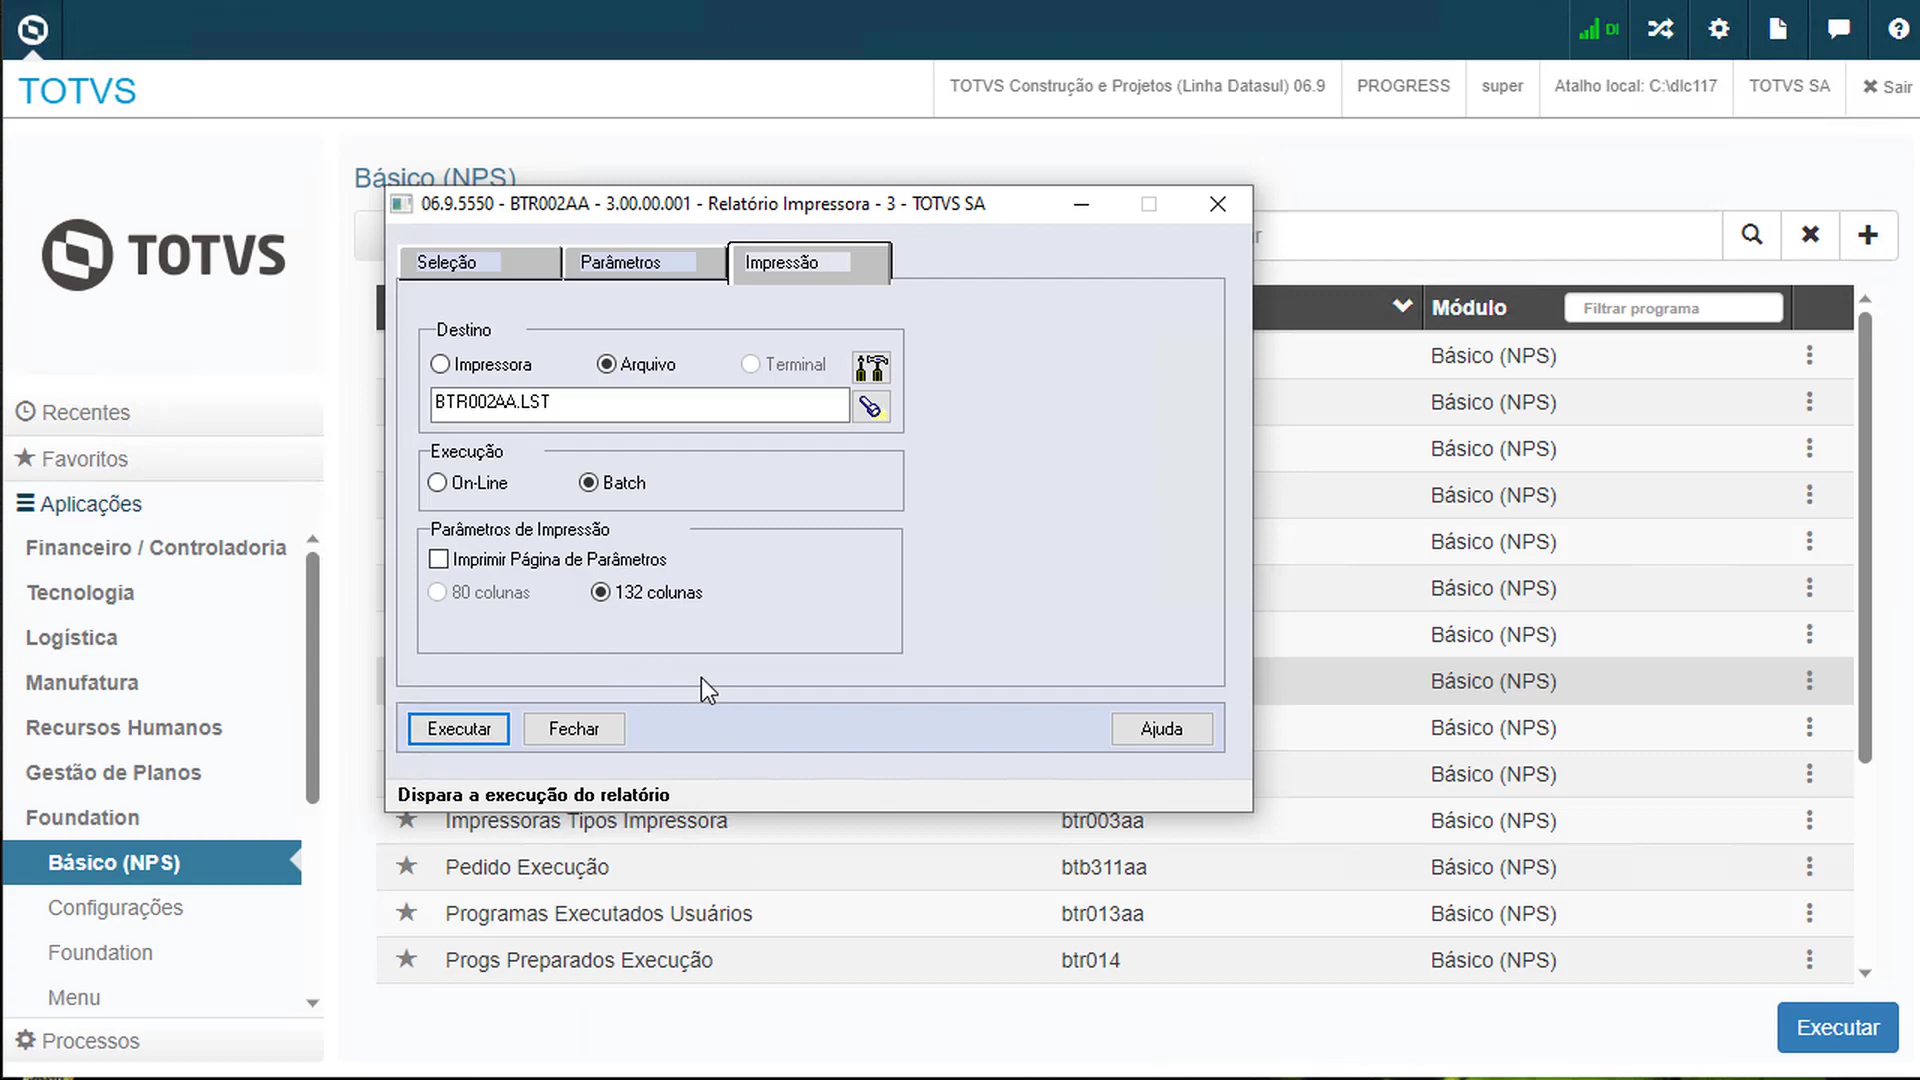 DI
TOTVS
TOTVS Construção e Projetos (Linha Datasul) 06.9
PROGRESS
super
Atalho local: C:\dlc117
TOTVS SA
Sair
TOTVS
Recentes
Favoritos
Aplicações
Financeiro / Controladoria
Tecnologia
Logística
Manufatura
Recursos Humanos
Gestão de Planos
Foundation
Básico (NPS)
Configurações
Foundation
Menu
Processos
Básico (NPS)
06.9.5550 - BTR002AA - 3.00.00.001 - Relatório Impressora - 3 - TOTVS SA
Seleção
Parâmetros
Impressão
Destino
Impressora
Arquivo
Terminal
BTR002AA.LST
Execução
On-Line
Batch
Parâmetros de Impressão
Imprimir Página de Parâmetros
80 colunas
132 colunas
Executar
Fechar
Ajuda
Dispara a execução do relatório
Módulo
Filtrar programa
Básico (NPS)
Básico (NPS)
Básico (NPS)
Básico (NPS)
Básico (NPS)
Básico (NPS)
Básico (NPS)
Básico (NPS)
Básico (NPS)
Básico (NPS)
Impressoras Tipos Impressora btr003aa Básico (NPS)
Pedido Execução btb311aa Básico (NPS)
Programas Executados Usuários btr013aa Básico (NPS)
Progs Preparados Execução btr014 Básico (NPS)
Executar